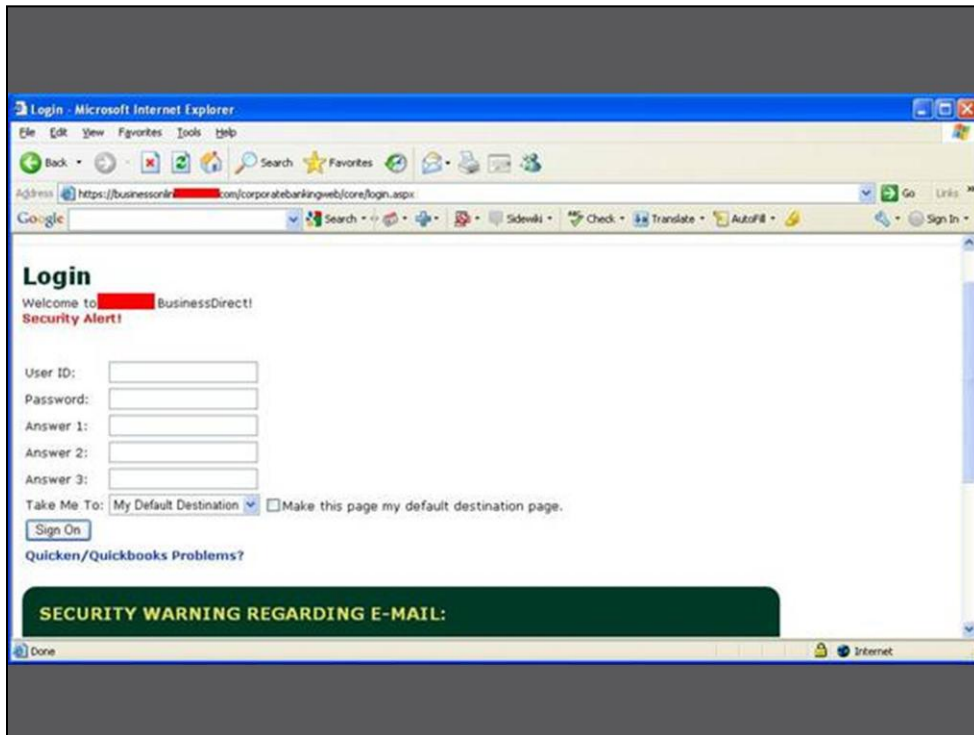 Login - Microsoft Internet Explorer
File Edit View Favorites Tools Help
Back Search Favorites
Address https://businessonlin com/corporatebankingweb/core/login.aspx Go Links
Google Search Sidewiki Check Translate AutoFill Sign In
Login
Welcome to BusinessDirect!
Security Alert!
User ID:
Password:
Answer 1:
Answer 2:
Answer 3:
Take Me To: My Default Destination Make this page my default destination page.
Sign On
Quicken/Quickbooks Problems?
SECURITY WARNING REGARDING E-MAIL:
Done Internet